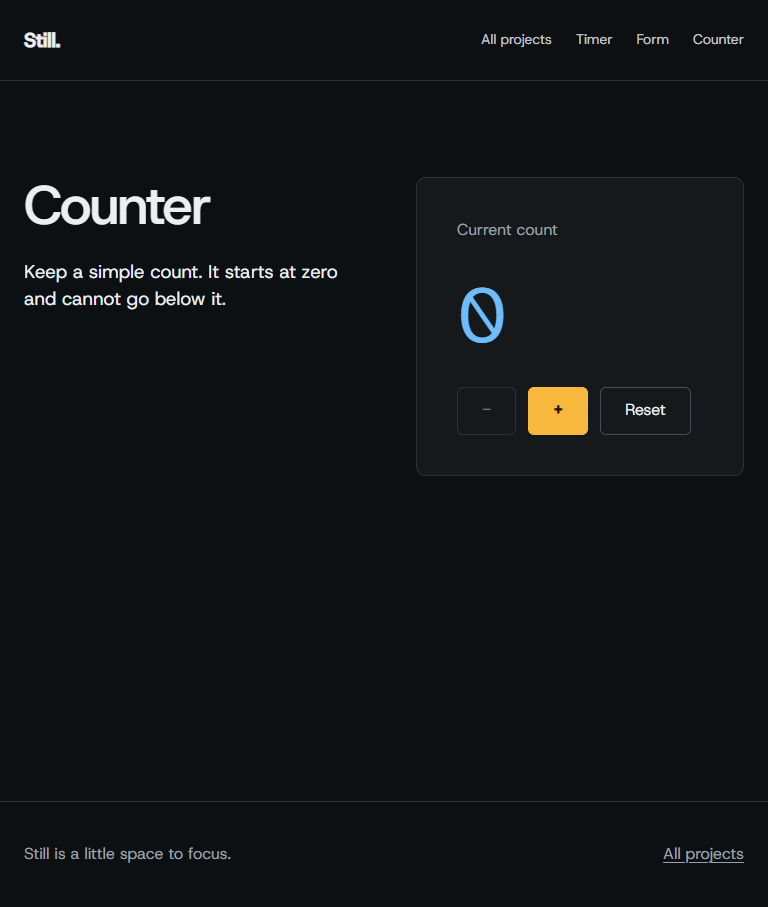 Still.
All projects Timer Form Counter
Counter
Keep a simple count. It starts at zero
and cannot go below it.
Current count
0
− + Reset
Still is a little space to focus.
All projects